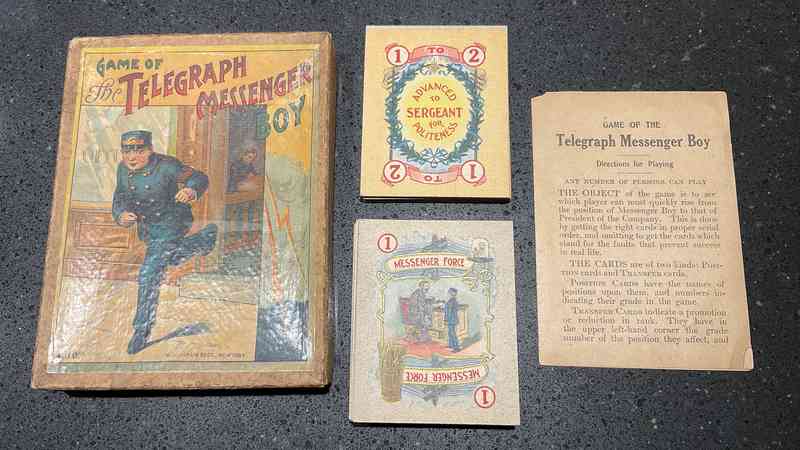 GAME OF
The TELEGRAPH
MESSENGER
BOY
1 TO 2
ADVANCED
TO
SERGEANT
FOR
POLITENESS
2 TO 1
1
MESSENGER FORCE
MESSENGER FORCE
1
GAME OF THE
Telegraph Messenger Boy
Directions for Playing
ANY NUMBER OF PERSONS CAN PLAY
THE OBJECT of the game is to see
which player can most quickly rise from
the position of Messenger Boy to that of
President of the Company. This is done
by getting the right cards in proper serial
order, and omitting to get the cards which
stand for the faults that prevent success
in real life.
THE CARDS are of two kinds: Posi-
tion cards and Transfer cards.
Position Cards have the names of
positions upon them, and numbers in-
dicating their grade in the game.
Transfer Cards indicate a promotion
or reduction in rank. They have in
the upper left-hand corner the grade
number of the position they affect, and